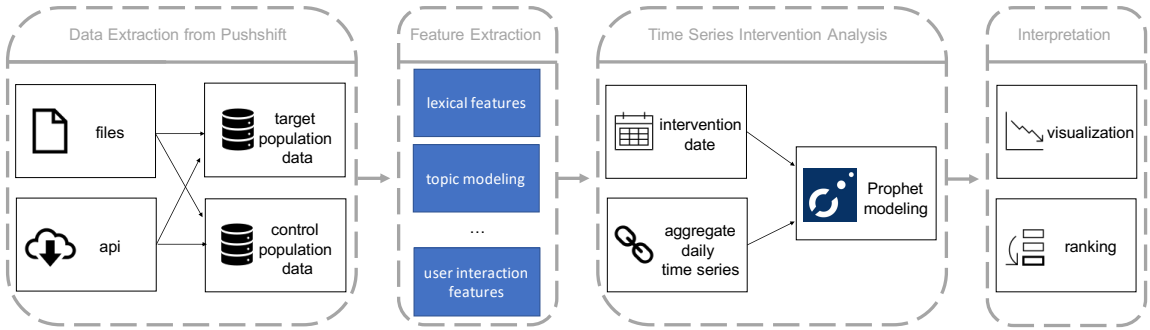 Data Extraction from Pushshift
files
api
target
population
data
control
population
data
Feature Extraction
lexical features
topic modeling
...
user interaction
features
Time Series Intervention Analysis
intervention
date
aggregate
daily
time series
Prophet
modeling
Interpretation
visualization
ranking